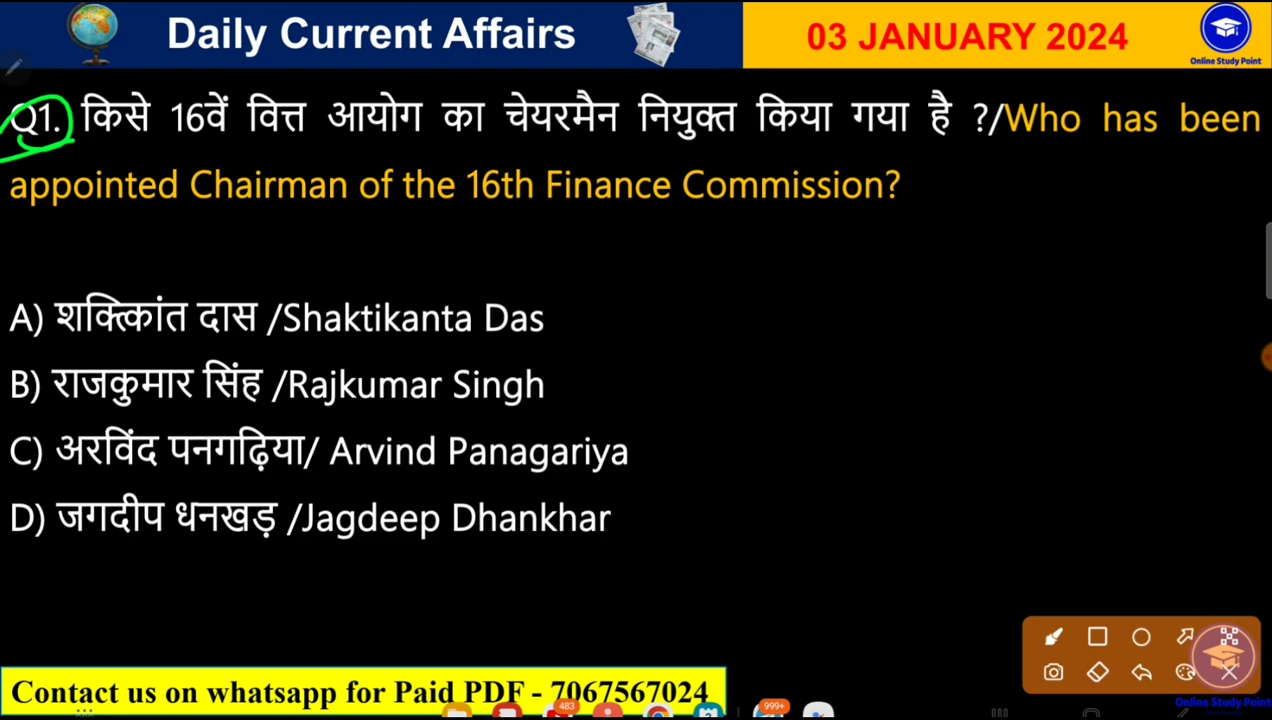 Daily Current Affairs
03 JANUARY 2024
Online Study Point
Q1. किसे 16वें वित्त आयोग का चेयरमैन नियुक्त किया गया है ?/Who has been
appointed Chairman of the 16th Finance Commission?
A) शक्तिकांत दास /Shaktikanta Das
B) राजकुमार सिंह /Rajkumar Singh
C) अरविंद पनगढ़िया/ Arvind Panagariya
D) जगदीप धनखड़ /Jagdeep Dhankhar
Contact us on whatsapp for Paid PDF - 7067567024
483
999+
Online Study Point